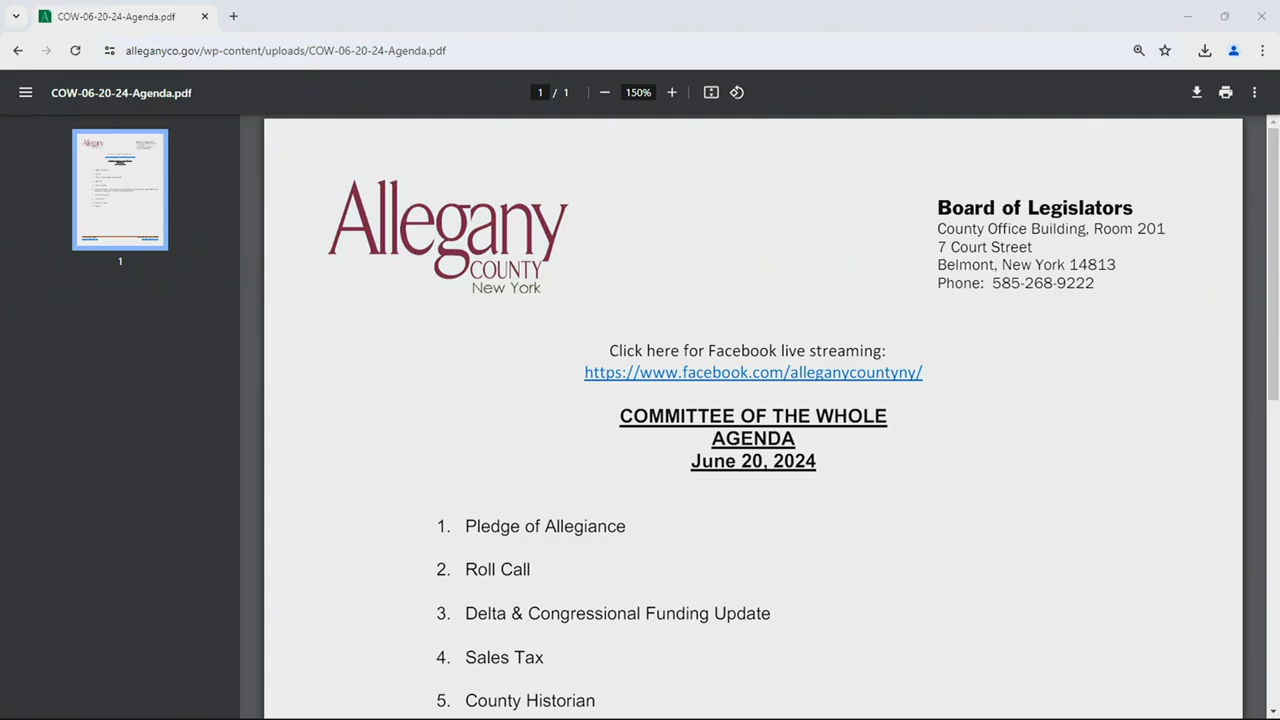 COW-06-20-24-Agenda.pdf
alleganyco.gov/wp-content/uploads/COW-06-20-24-Agenda.pdf
COW-06-20-24-Agenda.pdf
1 / 1
150%
1
Allegany
COUNTY
New York
Board of Legislators
County Office Building, Room 201
7 Court Street
Belmont, New York 14813
Phone: 585-268-9222
Click here for Facebook live streaming:
https://www.facebook.com/alleganycountyny/
COMMITTEE OF THE WHOLE
AGENDA
June 20, 2024
1. Pledge of Allegiance
2. Roll Call
3. Delta & Congressional Funding Update
4. Sales Tax
5. County Historian